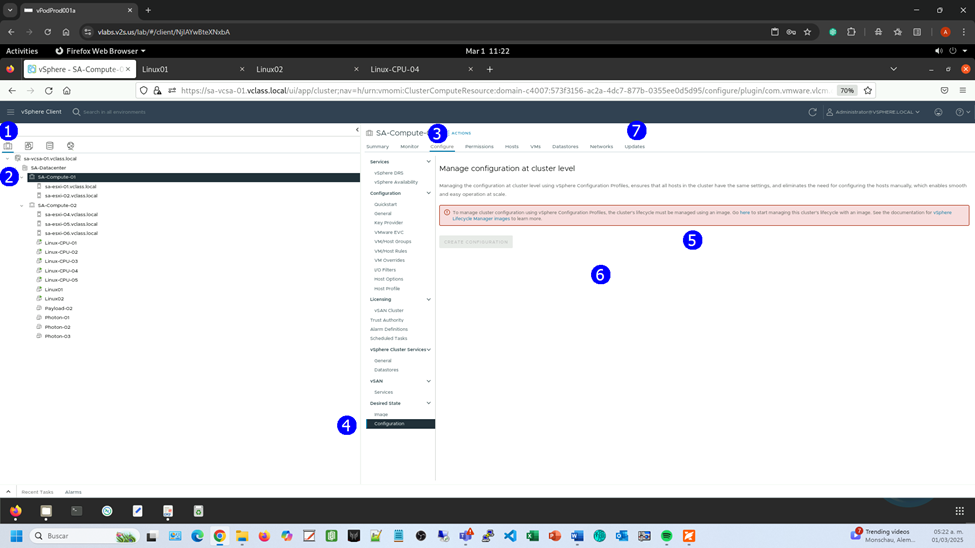 vPodProd001a
vlabs.v2s.us/lab/#/client/NjlAYwBteXNxbA
Activities
Firefox Web Browser
Mar 1 11:22
vSphere - SA-Compute-0
Linux01
Linux02
Linux-CPU-04
https://sa-vcsa-01.vclass.local/ui/app/cluster;nav=h/urn:vmomi:ClusterComputeResource:domain-c4007:573f3156-ac2a-4dc7-877b-0355ee0d5d95/configure/plugin/com.vmware.vlcm
70%
vSphere Client
Search in all environments
Administrator@VSPHERE.LOCAL
1
2
sa-vcsa-01.vclass.local
SA-Datacenter
SA-Compute-01
sa-esxi-01.vclass.local
sa-esxi-02.vclass.local
SA-Compute-02
sa-esxi-04.vclass.local
sa-esxi-05.vclass.local
sa-esxi-06.vclass.local
Linux-CPU-01
Linux-CPU-02
Linux-CPU-03
Linux-CPU-04
Linux-CPU-05
Linux01
Linux02
Payload-02
Photon-01
Photon-02
Photon-03
SA-Compute-
3
ACTIONS
7
Summary
Monitor
Configure
Permissions
Hosts
VMs
Datastores
Networks
Updates
Services
vSphere DRS
vSphere Availability
Configuration
Quickstart
General
Key Provider
VMware EVC
VM/Host Groups
VM/Host Rules
VM Overrides
I/O Filters
Host Options
Host Profile
Licensing
vSAN Cluster
Trust Authority
Alarm Definitions
Scheduled Tasks
vSphere Cluster Services
General
Datastores
vSAN
Services
Desired State
Image
4
Configuration
Manage configuration at cluster level
Managing the configuration at cluster level using vSphere Configuration Profiles, ensures that all hosts in the cluster have the same settings, and eliminates the need for configuring the hosts manually, which enables smooth
and easy operation at scale.
To manage cluster configuration using vSphere Configuration Profiles, the cluster's lifecycle must be managed using an image. Go here to start managing this cluster's lifecycle with an image. See the documentation for vSphere
Lifecycle Manager images to learn more.
CREATE CONFIGURATION
5
6
Recent Tasks
Alarms
Buscar
7
Trending videos
Monschau, Alem...
05:22 a. m.
01/03/2025